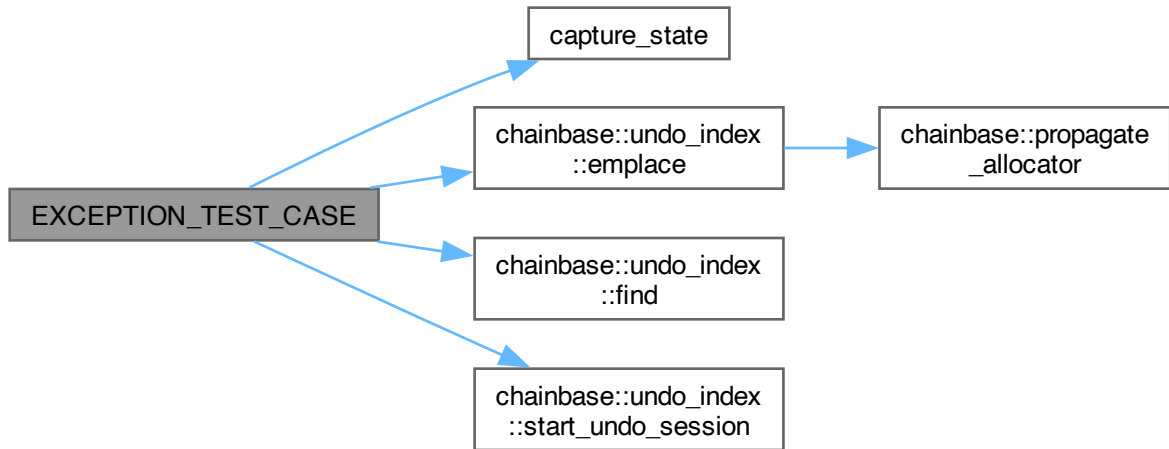 capture_state
chainbase::undo_index
::emplace
chainbase::propagate
_allocator
EXCEPTION_TEST_CASE
chainbase::undo_index
::find
chainbase::undo_index
::start_undo_session